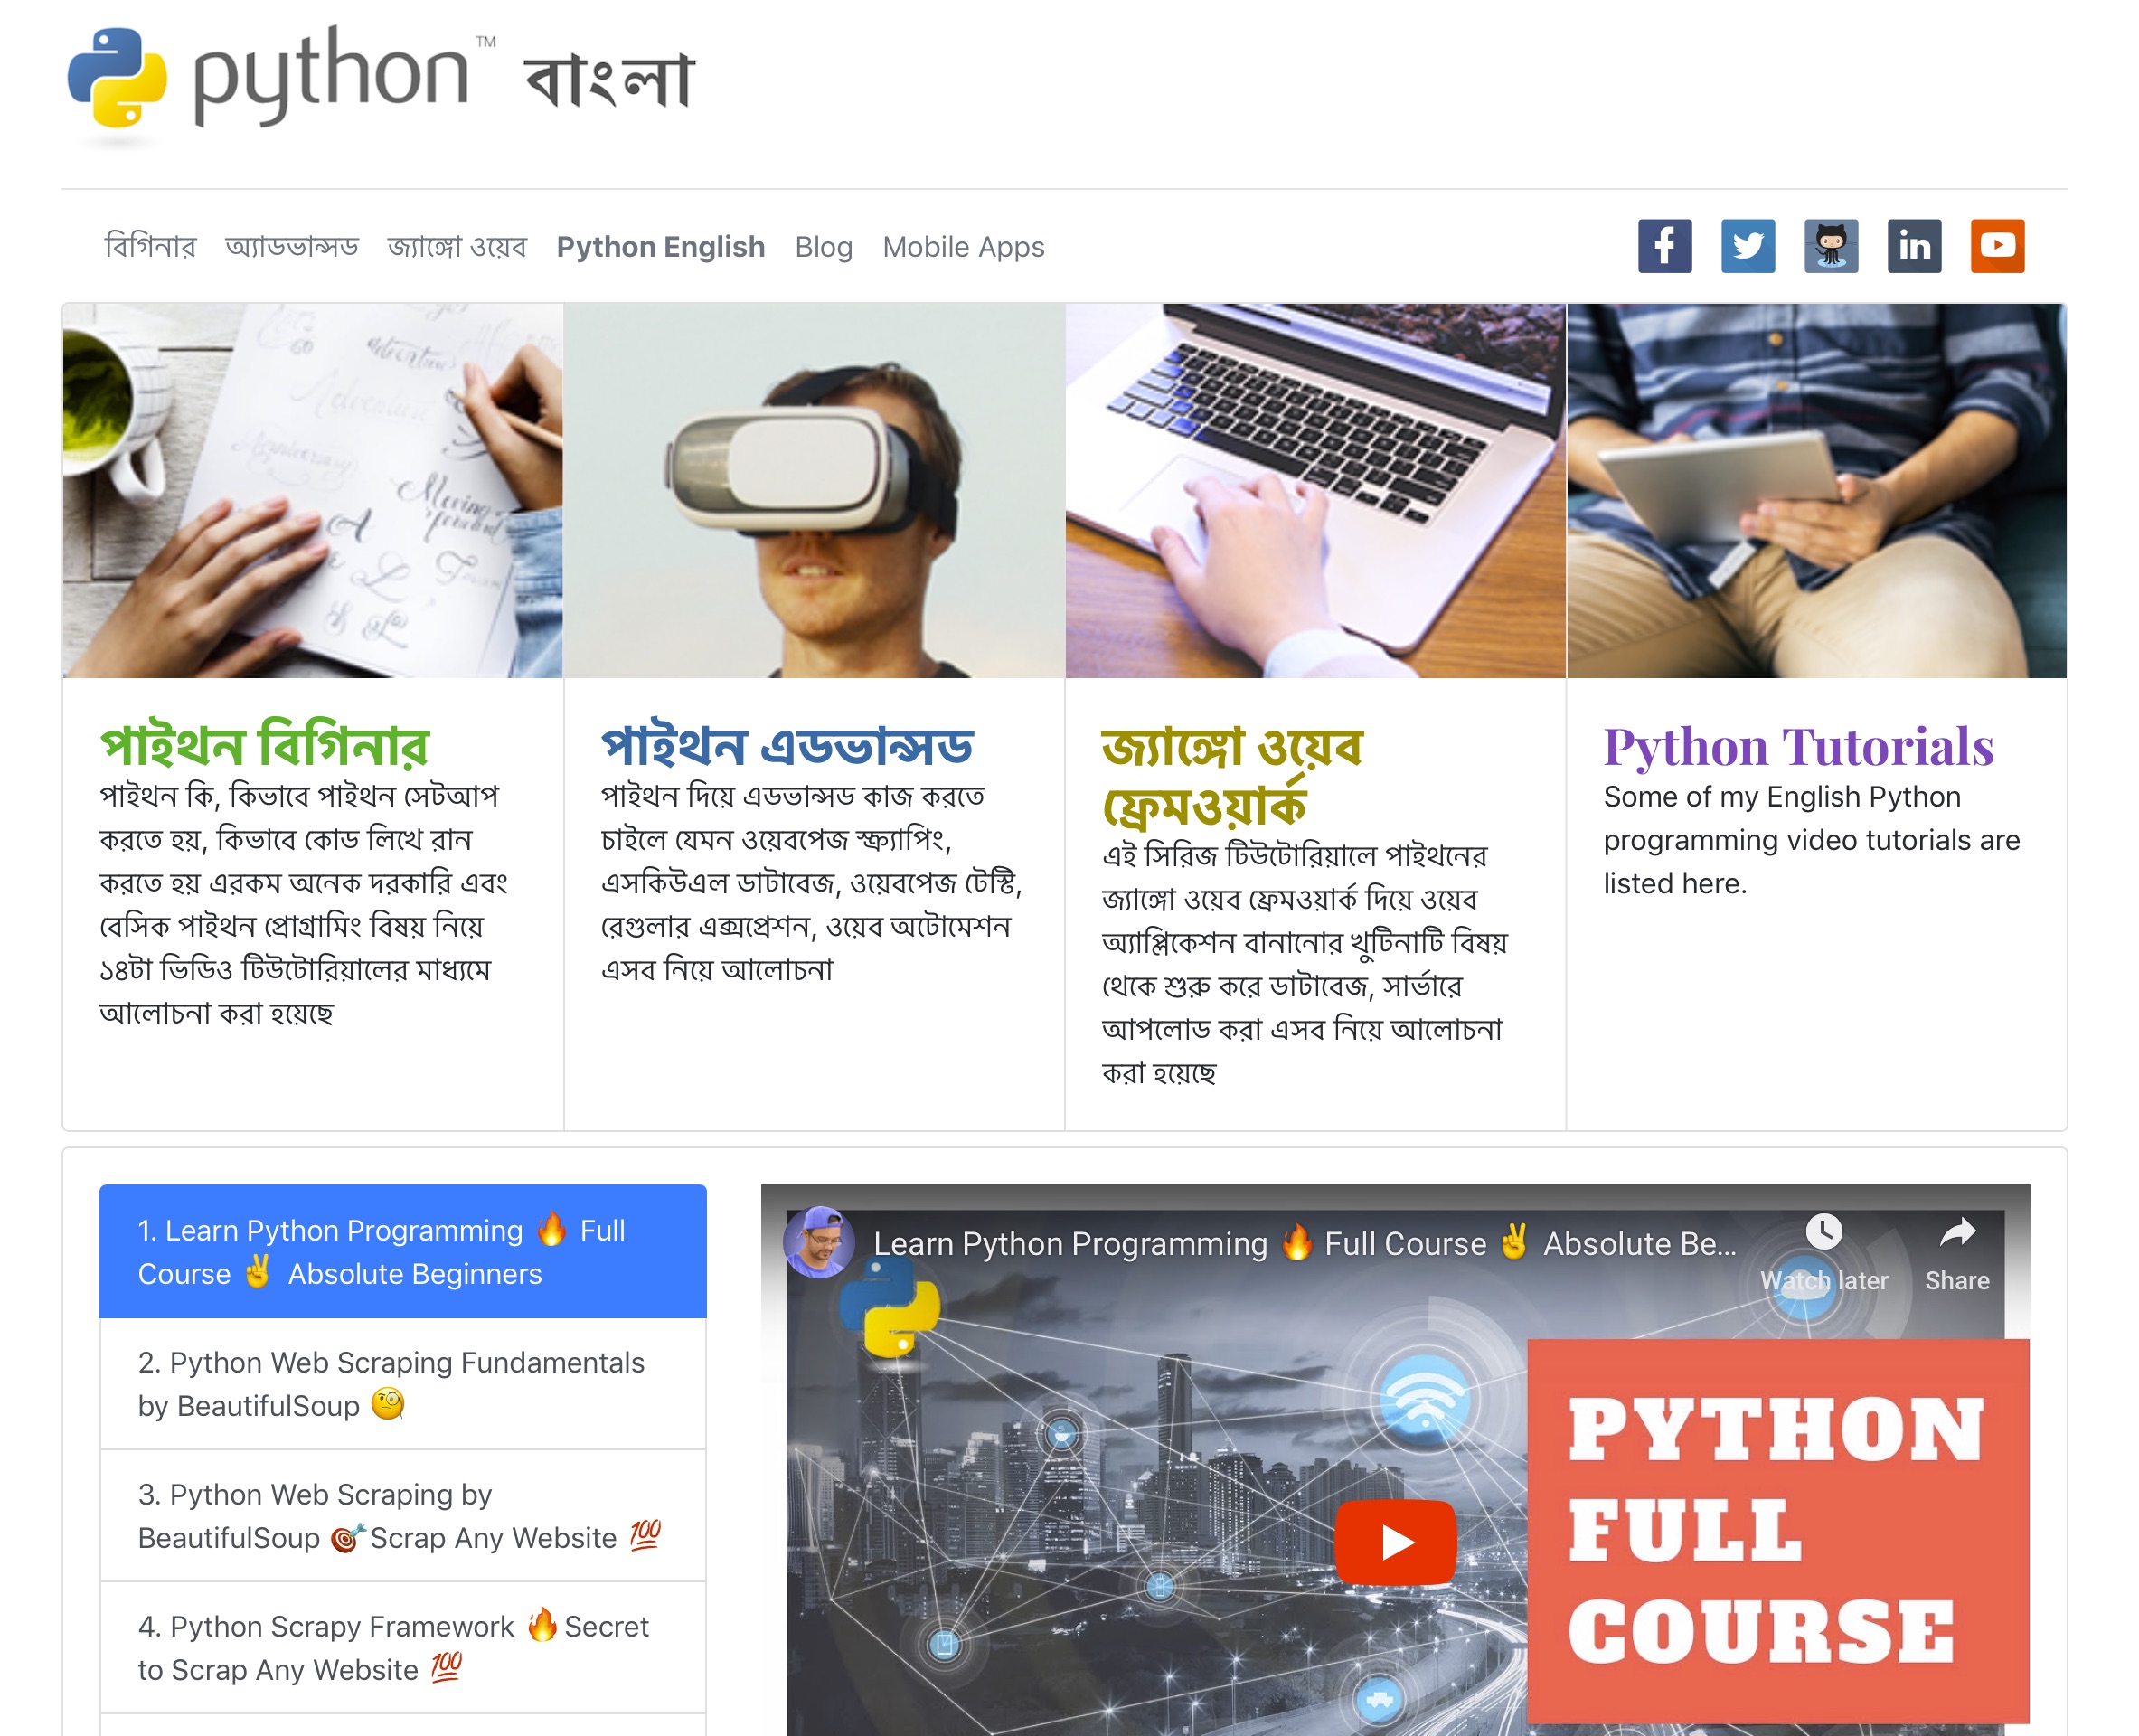 python™ বাংলা
বিগিনার অ্যাডভান্সড জ্যাঙ্গো ওয়েব Python English Blog Mobile Apps
Adventure
Anniversary
Moving
forward
পাইথন বিগিনার
পাইথন কি, কিভাবে পাইথন সেটআপ
করতে হয়, কিভাবে কোড লিখে রান
করতে হয় এরকম অনেক দরকারি এবং
বেসিক পাইথন প্রোগ্রামিং বিষয় নিয়ে
১৪টা ভিডিও টিউটোরিয়ালের মাধ্যমে
আলোচনা করা হয়েছে
পাইথন এডভান্সড
পাইথন দিয়ে এডভান্সড কাজ করতে
চাইলে যেমন ওয়েবপেজ স্ক্র্যাপিং,
এসকিউএল ডাটাবেজ, ওয়েবপেজ টেস্টি,
রেগুলার এক্সপ্রেশন, ওয়েব অটোমেশন
এসব নিয়ে আলোচনা
জ্যাঙ্গো ওয়েব
ফ্রেমওয়ার্ক
এই সিরিজ টিউটোরিয়ালে পাইথনের
জ্যাঙ্গো ওয়েব ফ্রেমওয়ার্ক দিয়ে ওয়েব
অ্যাপ্লিকেশন বানানোর খুটিনাটি বিষয়
থেকে শুরু করে ডাটাবেজ, সার্ভারে
আপলোড করা এসব নিয়ে আলোচনা
করা হয়েছে
Python Tutorials
Some of my English Python
programming video tutorials are
listed here.
1. Learn Python Programming 🔥 Full
Course ✌️ Absolute Beginners
2. Python Web Scraping Fundamentals
by BeautifulSoup 🧐
3. Python Web Scraping by
BeautifulSoup 🎯 Scrap Any Website 💯
4. Python Scrapy Framework 🔥 Secret
to Scrap Any Website 💯
Learn Python Programming 🔥 Full Course ✌️ Absolute Be...
Watch later Share
PYTHON
FULL
COURSE